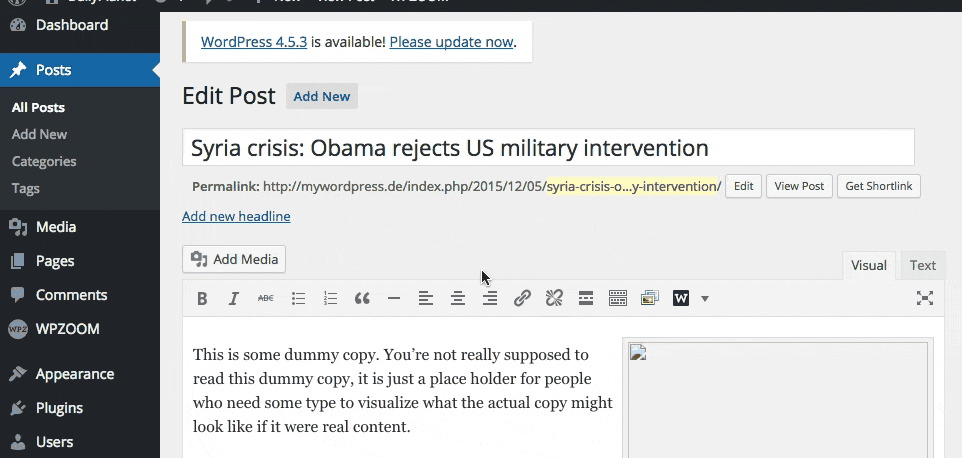 Dashboard
Posts
All Posts
Add New
Categories
Tags
Media
Pages
Comments
WPZ WPZOOM
Appearance
Plugins
Users
WordPress 4.5.3 is available! Please update now.
Edit Post Add New
Syria crisis: Obama rejects US military intervention
Permalink: http://mywordpress.de/index.php/2015/12/05/syria-crisis-o...y-intervention/ Edit View Post Get Shortlink
Add new headline
Add Media
Visual Text
B I ABC W
This is some dummy copy. You’re not really supposed to
read this dummy copy, it is just a place holder for people
who need some type to visualize what the actual copy might
look like if it were real content.